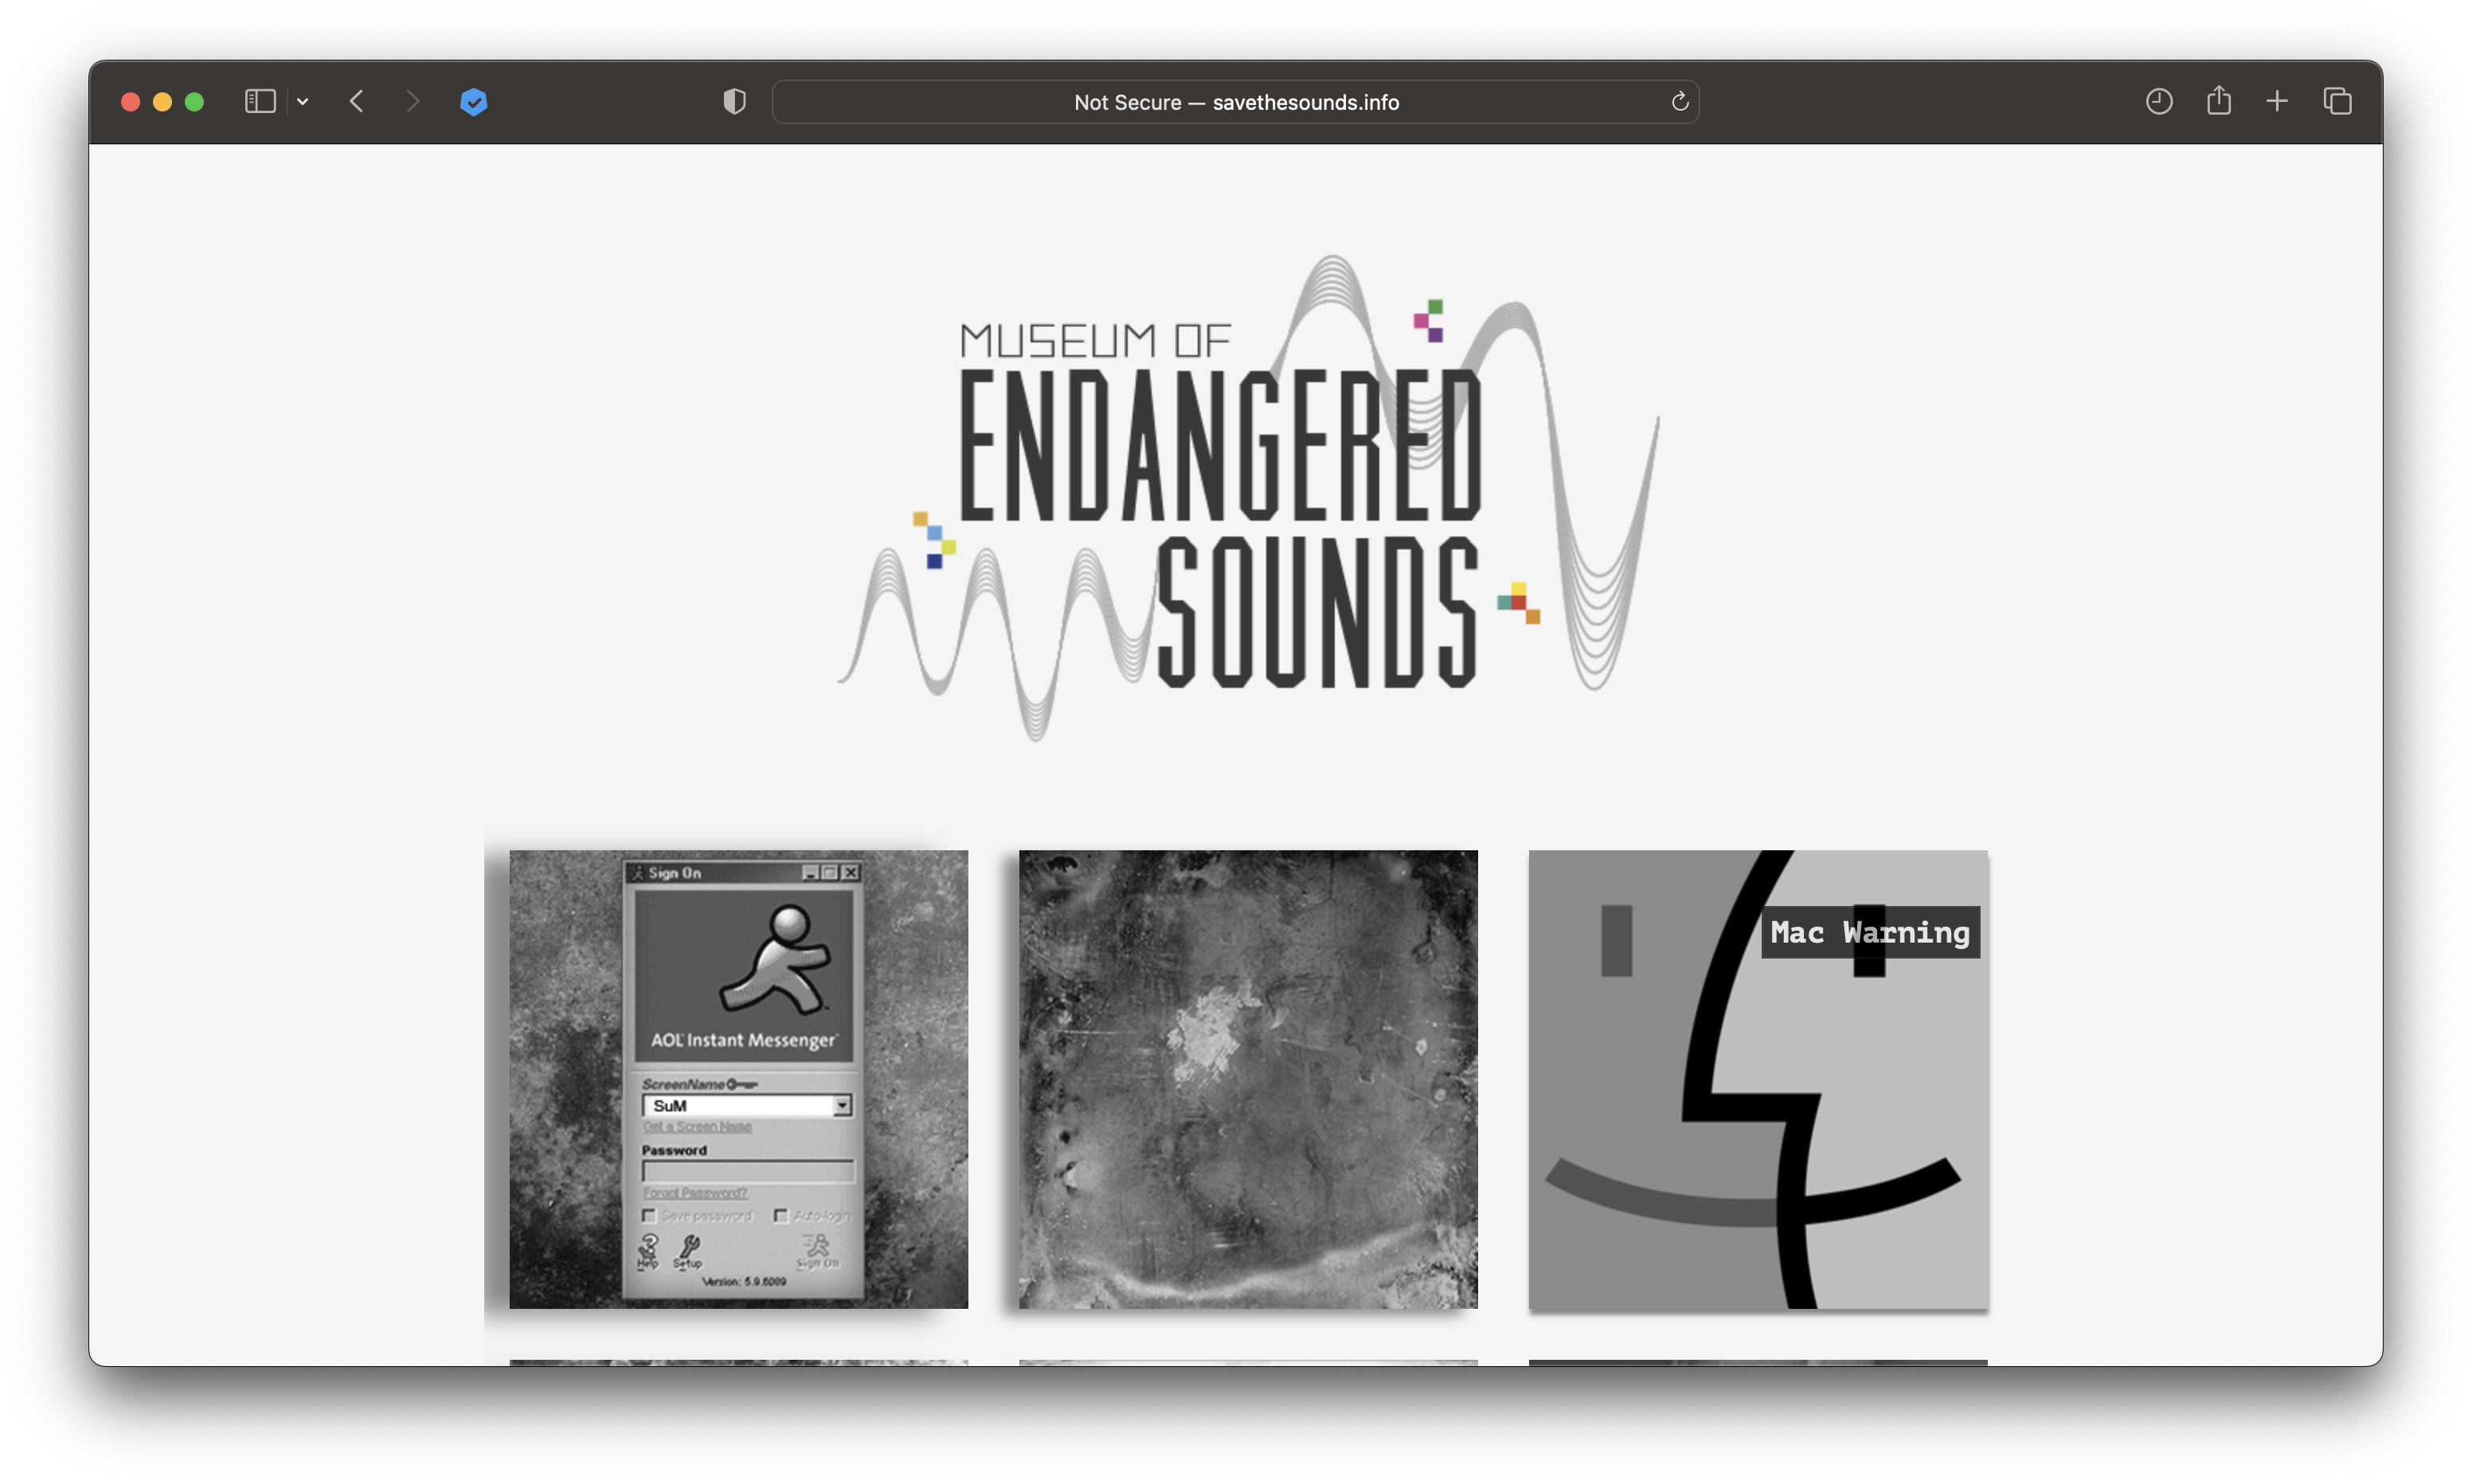 Not Secure — savethesounds.info
MUSEUM OF
ENDANGERED
SOUNDS
Sign On
AOL Instant Messenger™
ScreenName
SuM
Get a Screen Name
Password
Forgot Password?
Save password Auto-login
Help Setup Sign On
Version: 5.9.6089
Mac Warning